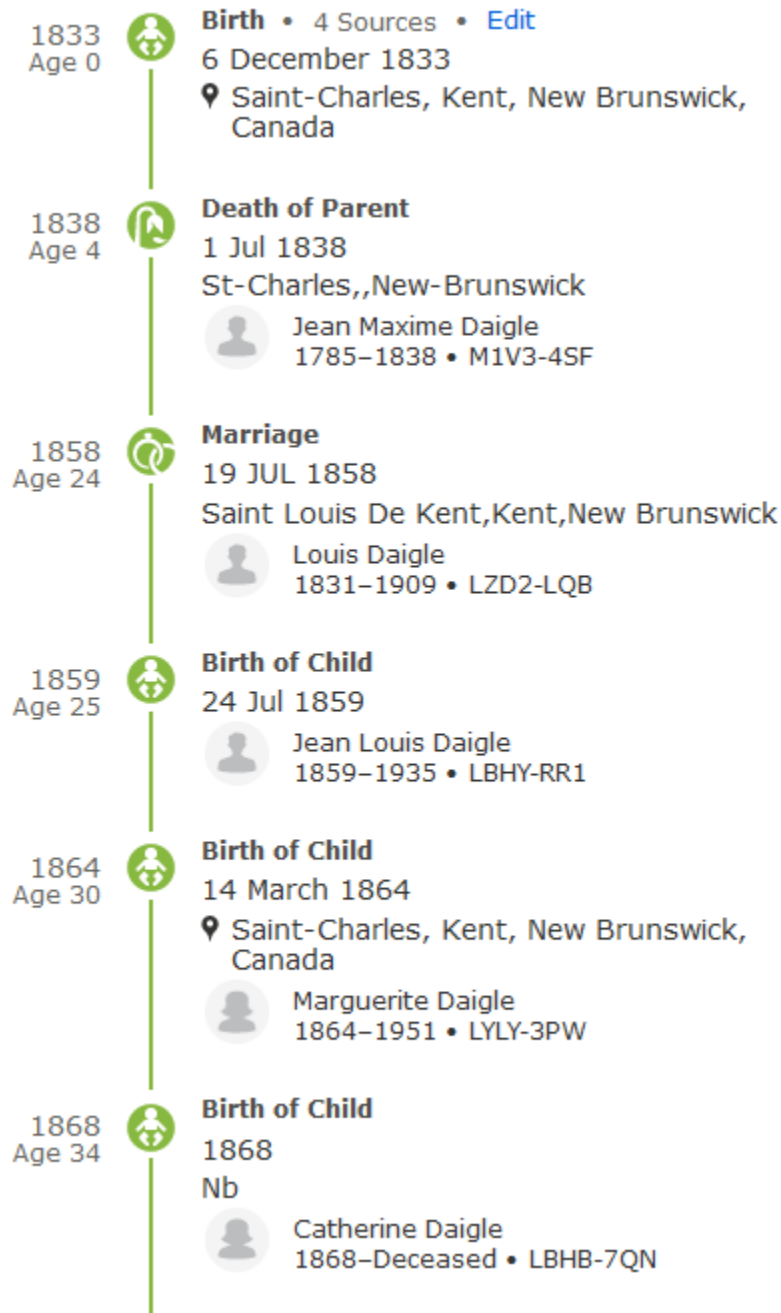 1833
Age 0
Birth • 4 Sources • Edit
6 December 1833
Saint-Charles, Kent, New Brunswick,
Canada
1838
Age 4
Death of Parent
1 Jul 1838
St-Charles,,New-Brunswick
Jean Maxime Daigle
1785–1838 • M1V3-4SF
1858
Age 24
Marriage
19 JUL 1858
Saint Louis De Kent,Kent,New Brunswick
Louis Daigle
1831–1909 • LZD2-LQB
1859
Age 25
Birth of Child
24 Jul 1859
Jean Louis Daigle
1859–1935 • LBHY-RR1
1864
Age 30
Birth of Child
14 March 1864
Saint-Charles, Kent, New Brunswick,
Canada
Marguerite Daigle
1864–1951 • LYLY-3PW
1868
Age 34
Birth of Child
1868
Nb
Catherine Daigle
1868–Deceased • LBHB-7QN